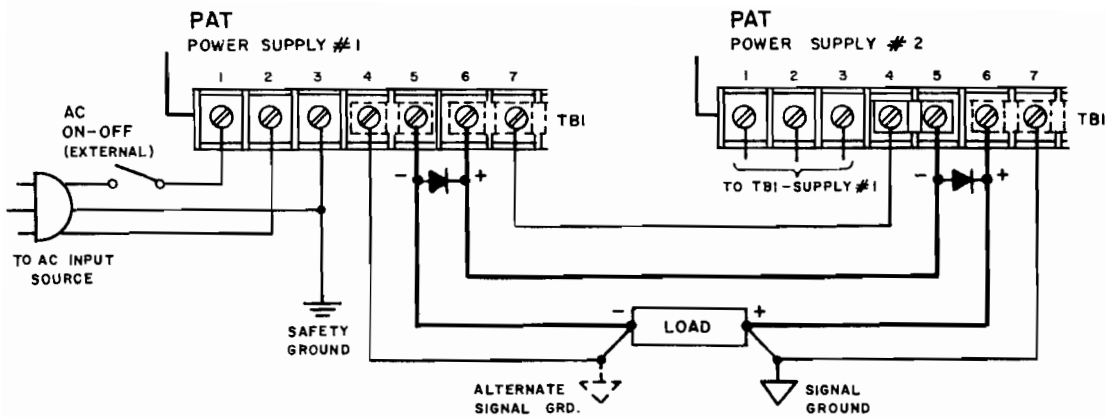 PAT
POWER SUPPLY #1
1 2 3 4 5 6 7
TB1
AC
ON-OFF
(EXTERNAL)
TO AC INPUT
SOURCE
SAFETY
GROUND
- +
PAT
POWER SUPPLY # 2
1 2 3 4 5 6 7
TB1
TO TB1-SUPPLY #1
- +
- LOAD +
ALTERNATE
SIGNAL GRD.
SIGNAL
GROUND